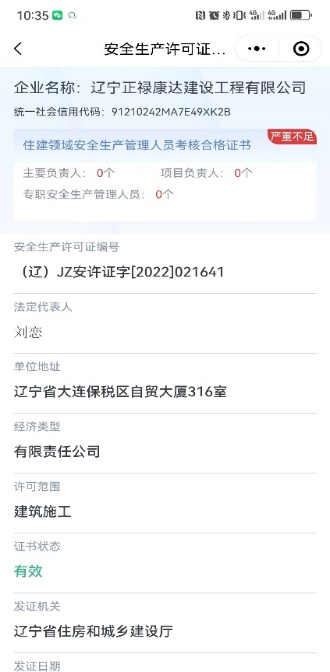 10:35
安全生产许可证...
企业名称：辽宁正禄康达建设工程有限公司
统一社会信用代码：91210242MA7E49XK2B
严重不足
住建领域安全生产管理人员考核合格证书
主要负责人：0个 项目负责人：0个
专职安全生产管理人员：0个
安全生产许可证编号
（辽）JZ安许证字[2022]021641
法定代表人
刘恋
单位地址
辽宁省大连保税区自贸大厦316室
经济类型
有限责任公司
许可范围
建筑施工
证书状态
有效
发证机关
辽宁省住房和城乡建设厅
发证日期